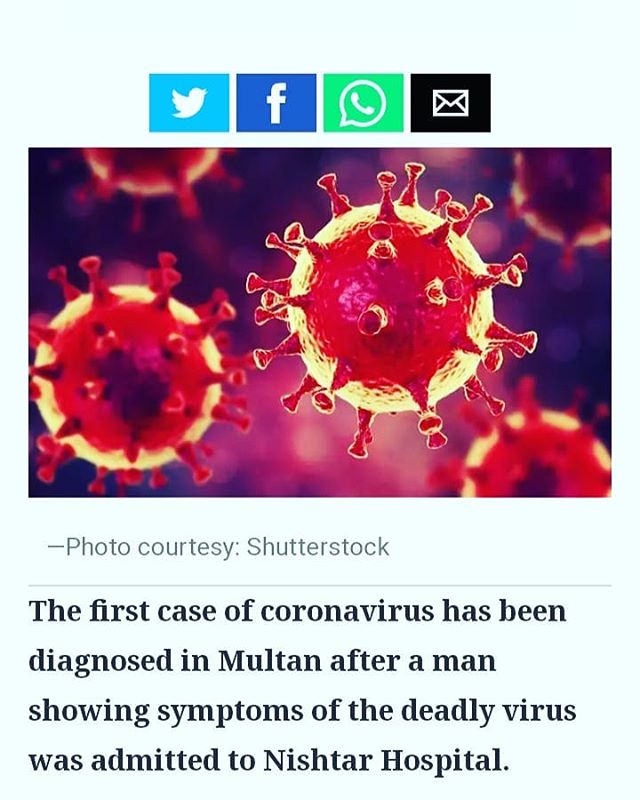 —Photo courtesy: Shutterstock
The first case of coronavirus has been
diagnosed in Multan after a man
showing symptoms of the deadly virus
was admitted to Nishtar Hospital.